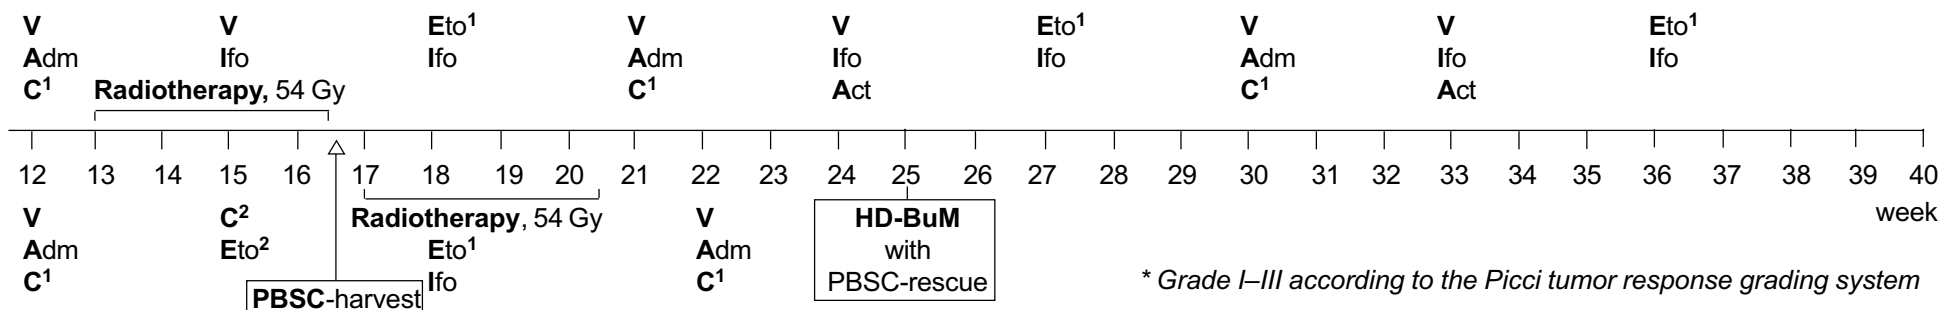 V V Eto¹ V V Eto¹ V V Eto¹
Adm Ifo Ifo Adm Ifo Ifo Adm Ifo Ifo
C¹ Radiotherapy, 54 Gy C¹ Act C¹ Act
12 13 14 15 16 17 18 19 20 21 22 23 24 25 26 27 28 29 30 31 32 33 34 35 36 37 38 39 40
week
V C² Radiotherapy, 54 Gy V HD-BuM
Adm Eto² Eto¹ Adm with
C¹ Ifo C¹ PBSC-rescue
PBSC-harvest
* Grade I–III according to the Picci tumor response grading system